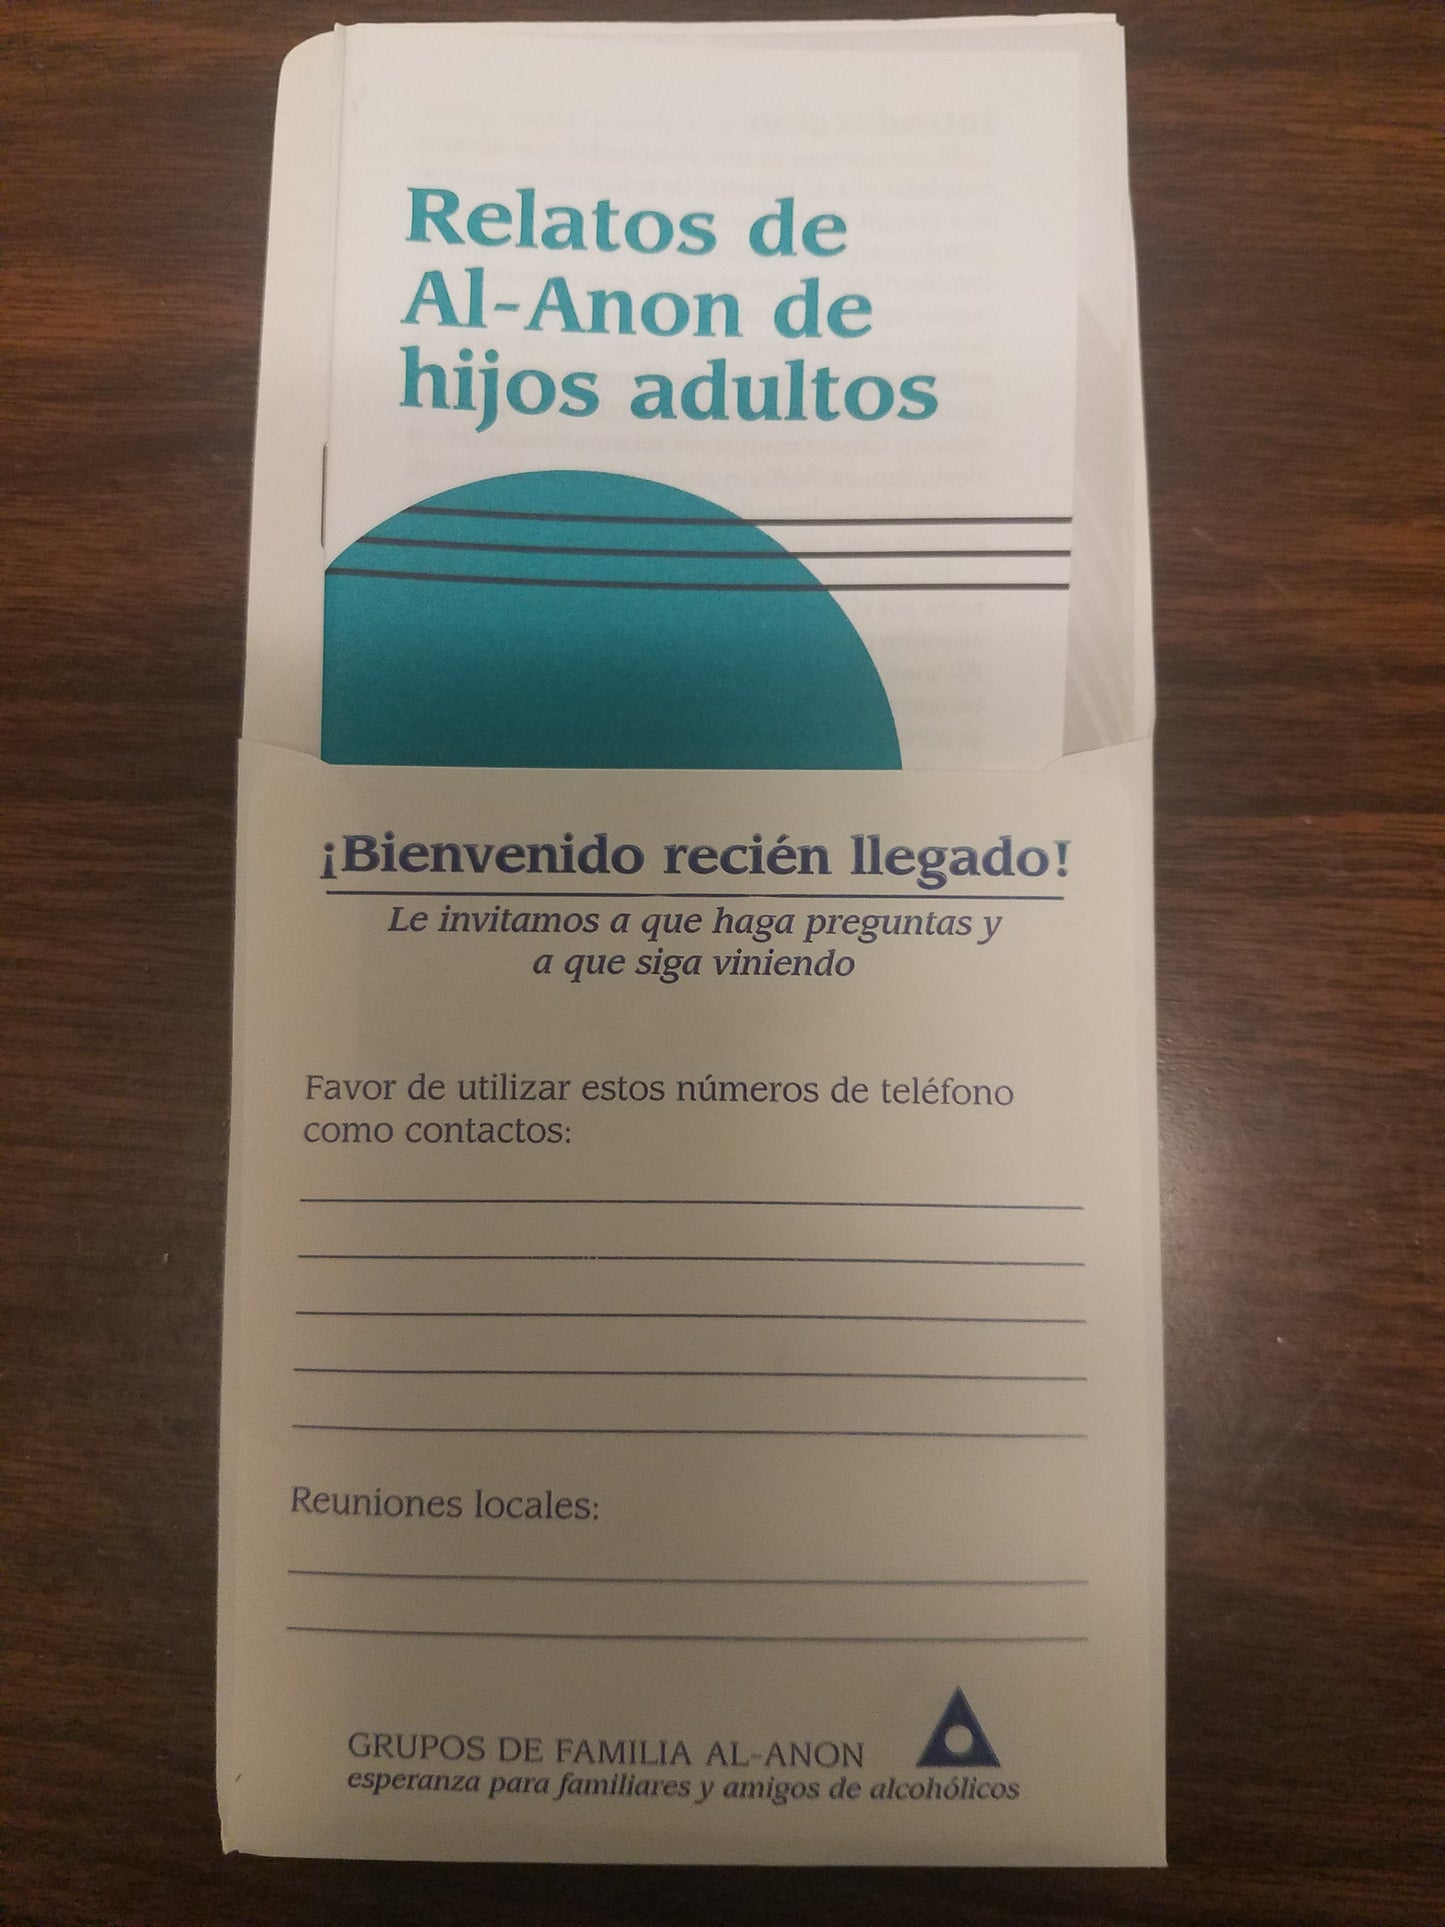 Relatos de
Al-Anon de
hijos adultos
¡Bienvenido recién llegado!
Le invitamos a que haga preguntas y
a que siga viniendo
Favor de utilizar estos números de teléfono
como contactos:
Reuniones locales:
GRUPOS DE FAMILIA AL-ANON
esperanza para familiares y amigos de alcohólicos